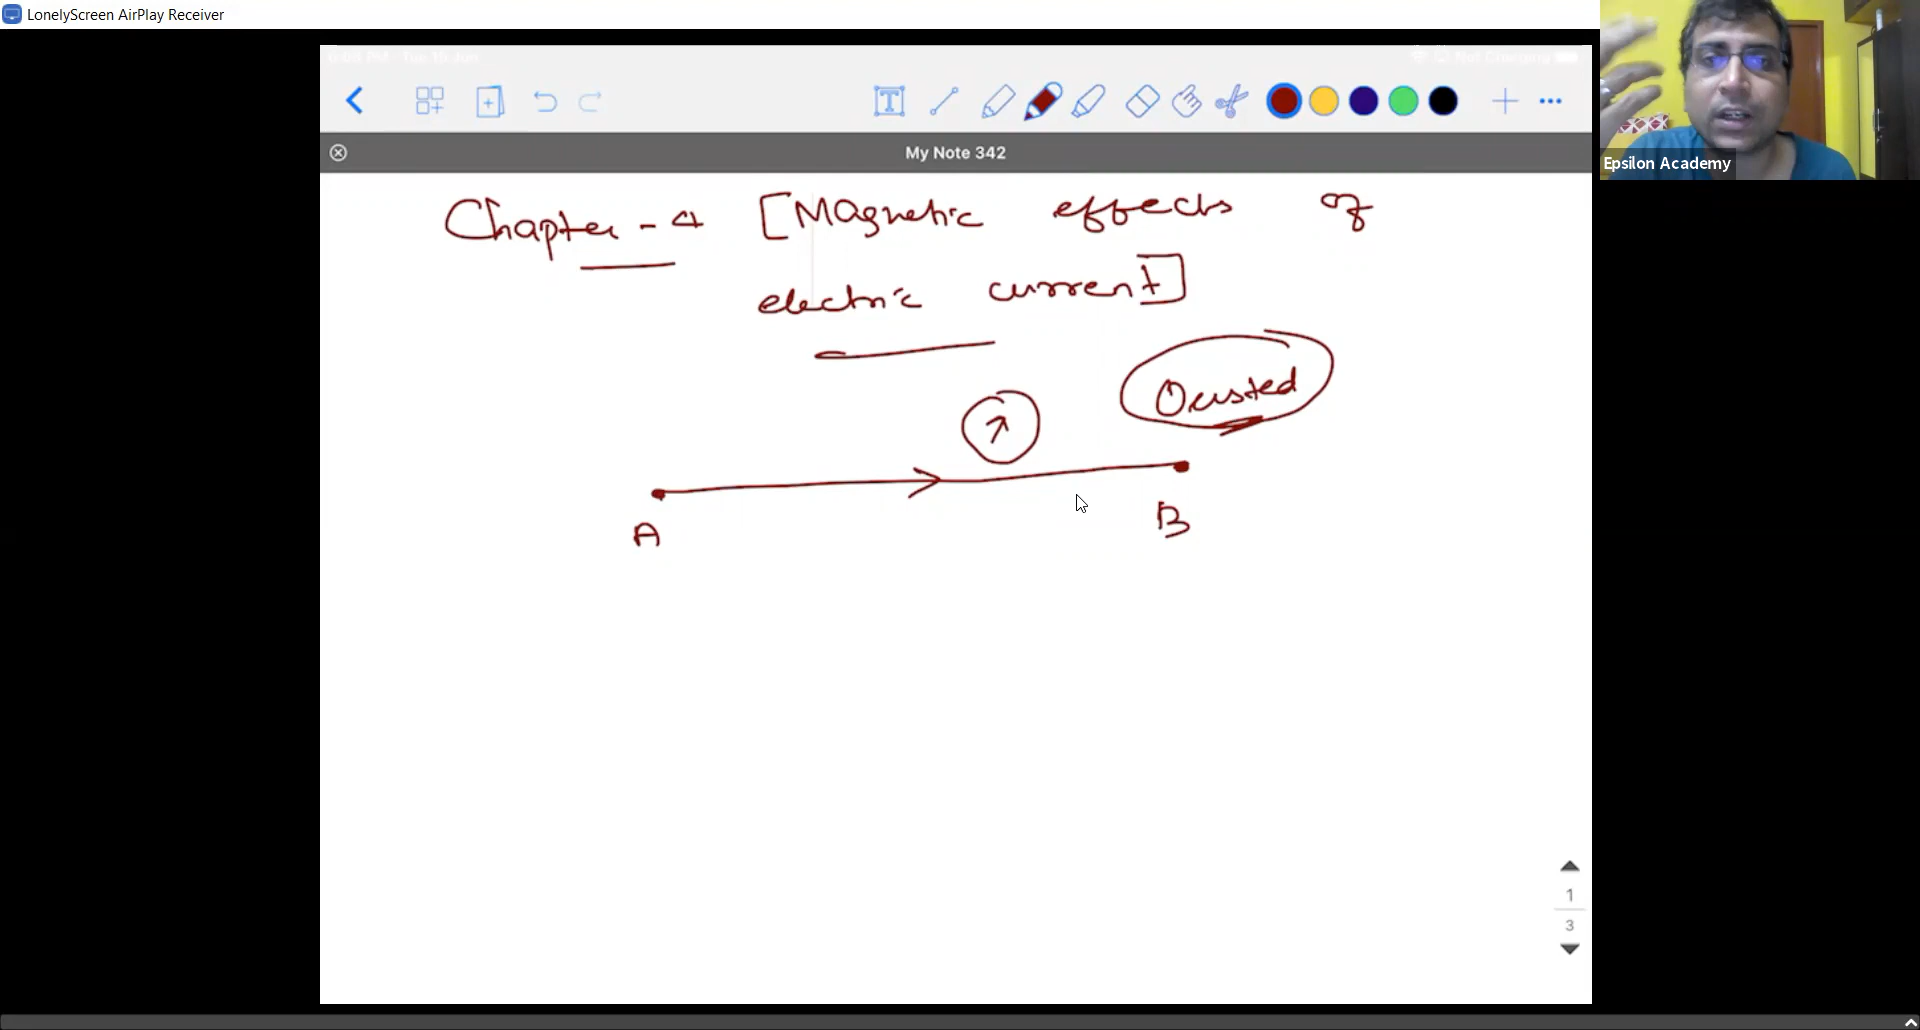 LonelyScreen AirPlay Receiver
Epsilon Academy
My Note 342
Chapter - 4 [Magnetic effects of
electric current]
Oersted
A
B
1
3